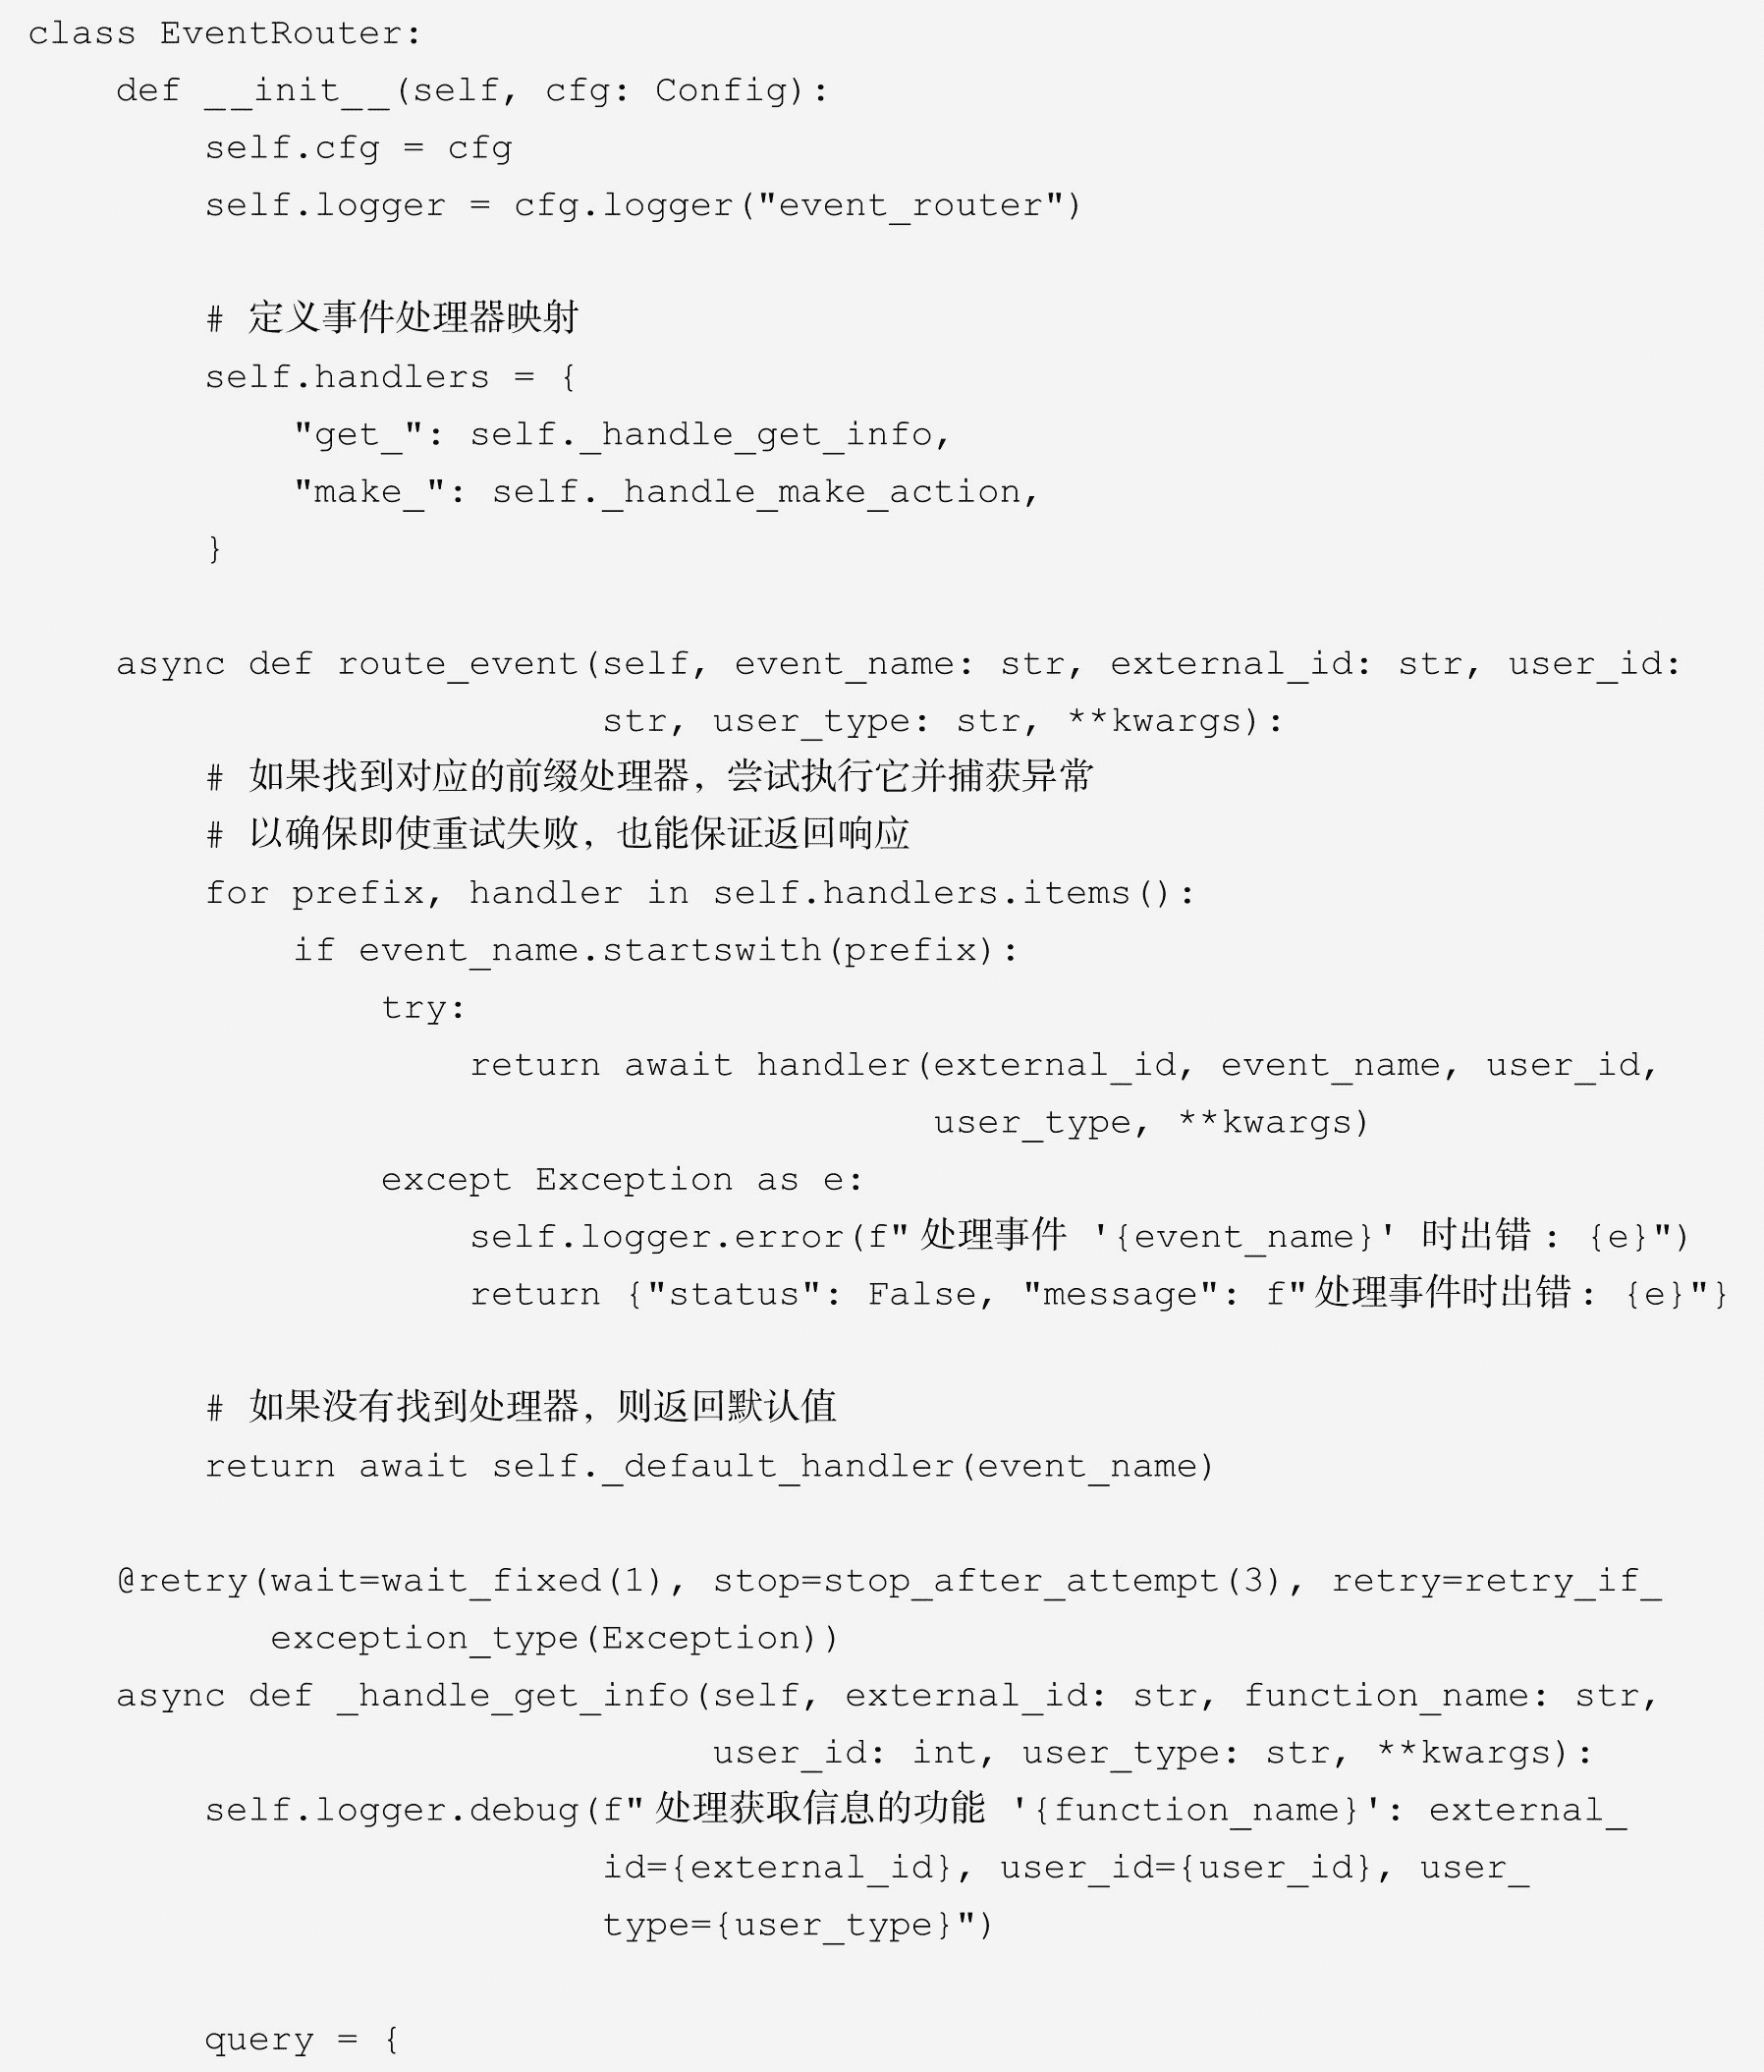 class EventRouter:
    def __init__(self, cfg: Config):
        self.cfg = cfg
        self.logger = cfg.logger("event_router")

        # 定义事件处理器映射
        self.handlers = {
            "get_": self._handle_get_info,
            "make_": self._handle_make_action,
        }

    async def route_event(self, event_name: str, external_id: str, user_id:
                          str, user_type: str, **kwargs):
        # 如果找到对应的前缀处理器，尝试执行它并捕获异常
        # 以确保即使重试失败，也能保证返回响应
        for prefix, handler in self.handlers.items():
            if event_name.startswith(prefix):
                try:
                    return await handler(external_id, event_name, user_id,
                                         user_type, **kwargs)
                except Exception as e:
                    self.logger.error(f"处理事件 '{event_name}' 时出错: {e}")
                    return {"status": False, "message": f"处理事件时出错: {e}"}

        # 如果没有找到处理器，则返回默认值
        return await self._default_handler(event_name)

    @retry(wait=wait_fixed(1), stop=stop_after_attempt(3), retry=retry_if_
           exception_type(Exception))
    async def _handle_get_info(self, external_id: str, function_name: str,
                               user_id: int, user_type: str, **kwargs):
        self.logger.debug(f"处理获取信息的功能 '{function_name}': external_
                          id={external_id}, user_id={user_id}, user_
                          type={user_type}")

        query = {